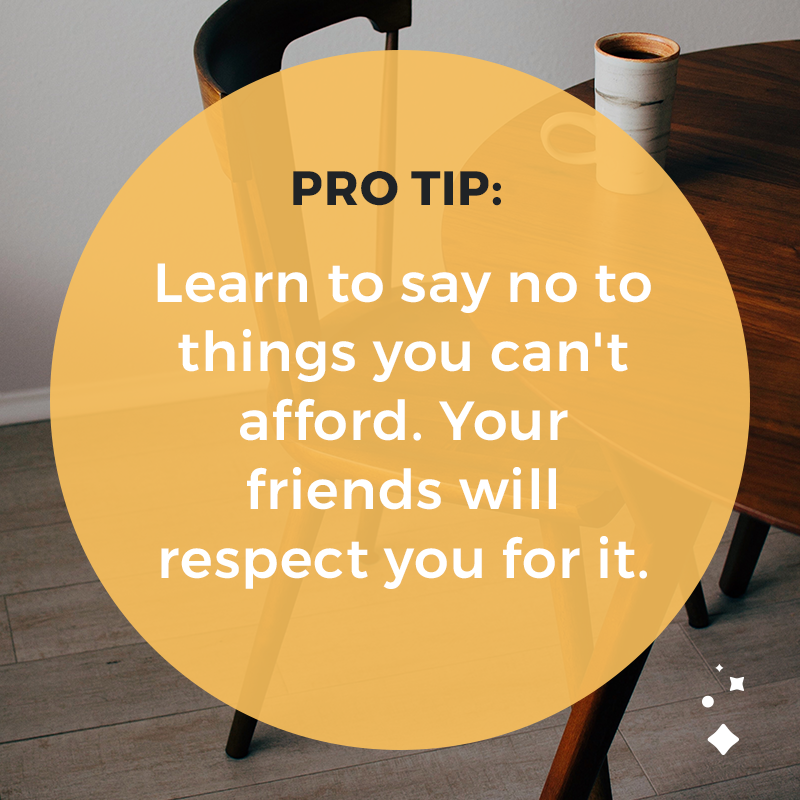 PRO TIP:
Learn to say no to
things you can't
afford. Your
friends will
respect you for it.